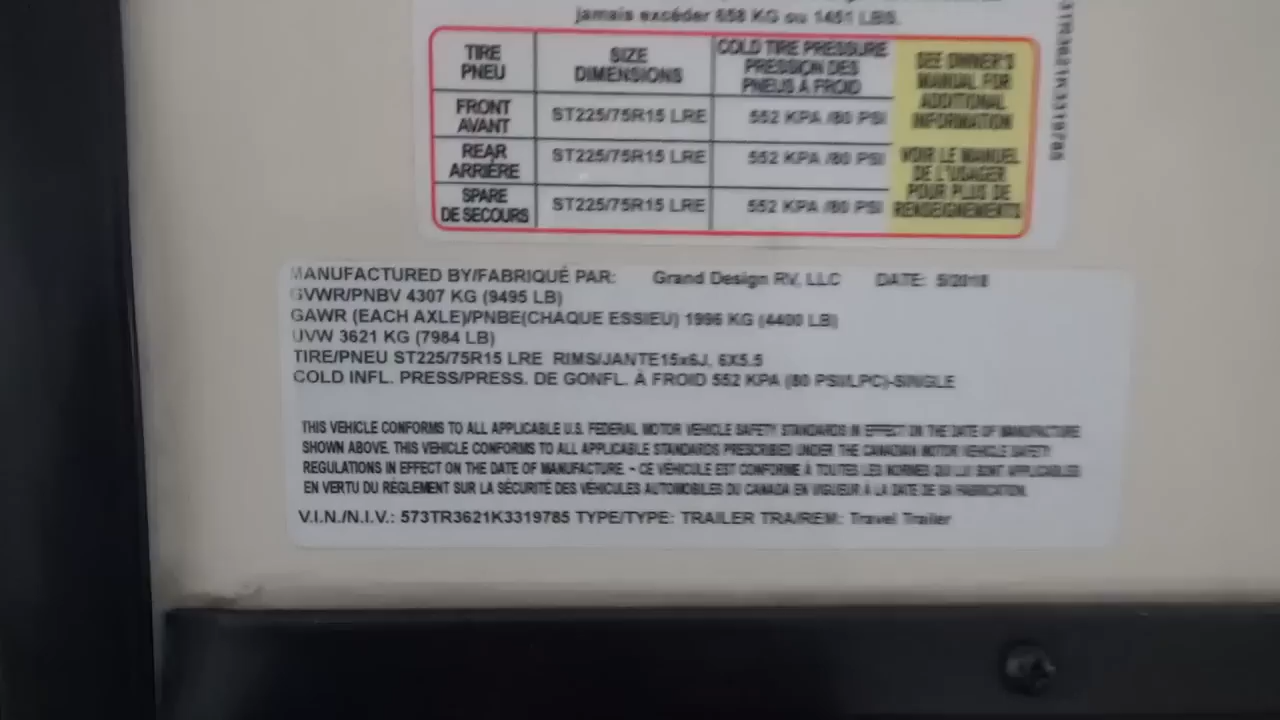 jamais excéder 658 KG ou 1451 LBS.
TIRE PNEU SIZE DIMENSIONS COLD TIRE PRESSURE PRESSION DES PNEUS À FROID
FRONT AVANT ST225/75R15 LRE 552 KPA /80 PSI
REAR ARRIÈRE ST225/75R15 LRE 552 KPA /80 PSI
SPARE DE SECOURS ST225/75R15 LRE 552 KPA /80 PSI
SEE OWNER'S
MANUAL FOR
ADDITIONAL
INFORMATION
VOIR LE MANUEL
DE L'USAGER
POUR PLUS DE
RENSEIGNEMENTS
MANUFACTURED BY/FABRIQUÉ PAR: Grand Design RV, LLC DATE: 5/2018
GVWR/PNBV 4307 KG (9495 LB)
GAWR (EACH AXLE)/PNBE(CHAQUE ESSIEU) 1996 KG (4400 LB)
UVW 3621 KG (7984 LB)
TIRE/PNEU ST225/75R15 LRE RIMS/JANTE15x6J, 6X5.5
COLD INFL. PRESS/PRESS. DE GONFL. À FROID 552 KPA (80 PSI/LPC)-SINGLE
THIS VEHICLE CONFORMS TO ALL APPLICABLE U.S. FEDERAL MOTOR VEHICLE SAFETY STANDARDS IN EFFECT ON THE DATE OF MANUFACTURE
SHOWN ABOVE. THIS VEHICLE CONFORMS TO ALL APPLICABLE STANDARDS PRESCRIBED UNDER THE CANADIAN MOTOR VEHICLE SAFETY
REGULATIONS IN EFFECT ON THE DATE OF MANUFACTURE. - CE VÉHICULE EST CONFORME À TOUTES LES NORMES QUI LUI SONT APPLICABLES
EN VERTU DU RÈGLEMENT SUR LA SÉCURITÉ DES VÉHICULES AUTOMOBILES DU CANADA EN VIGUEUR À LA DATE DE SA FABRICATION.
V.I.N./N.I.V.: 573TR3621K3319785 TYPE/TYPE: TRAILER TRA/REM: Travel Trailer